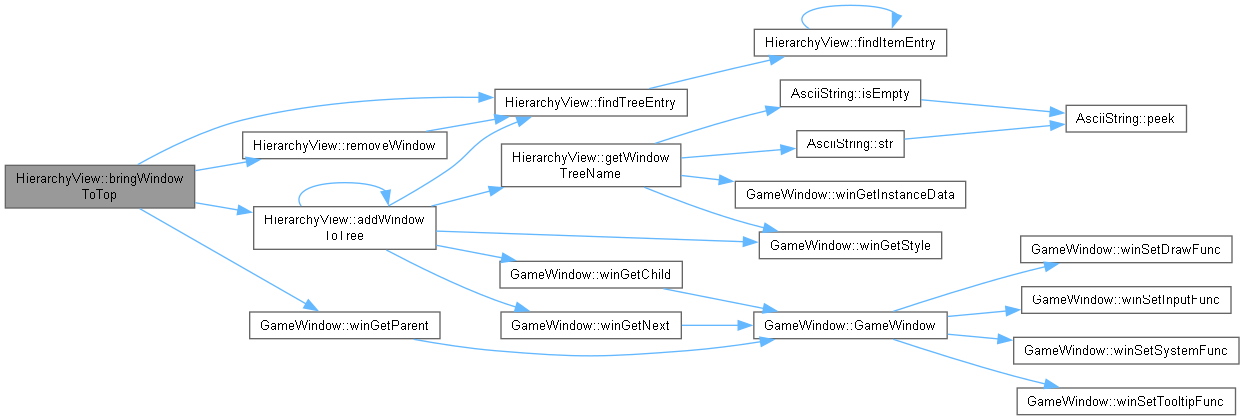 HierarchyView::bringWindow
ToTop
HierarchyView::findTreeEntry
HierarchyView::findItemEntry
HierarchyView::removeWindow
HierarchyView::addWindow
ToTree
HierarchyView::getWindow
TreeName
AsciiString::isEmpty
AsciiString::peek
AsciiString::str
GameWindow::winGetInstanceData
GameWindow::winGetStyle
GameWindow::winGetChild
GameWindow::winGetNext
GameWindow::winGetParent
GameWindow::GameWindow
GameWindow::winSetDrawFunc
GameWindow::winSetInputFunc
GameWindow::winSetSystemFunc
GameWindow::winSetTooltipFunc